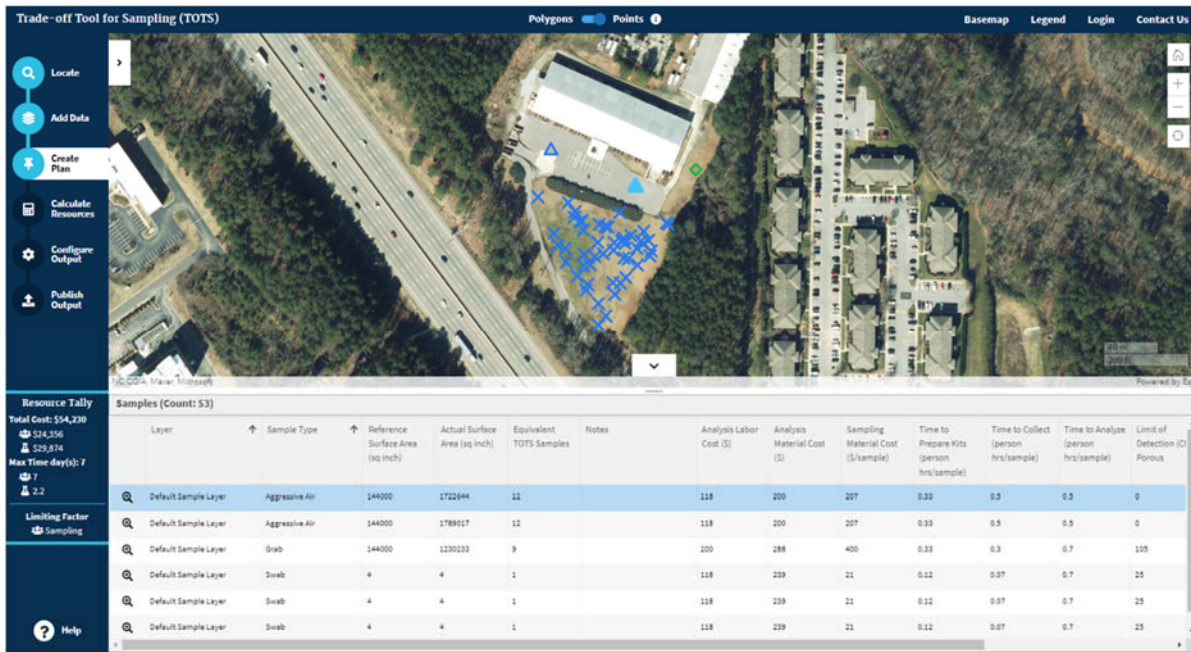 Trade-off Tool for Sampling (TOTS)
Polygons Points
Basemap Legend Login Contact Us
Locate
Add Data
Create
Plan
Calculate
Resources
Configure
Output
Publish
Output
Powered by Es
Resource Tally
Total Cost: $54,230
$24,356
$29,874
Max Time day(s): 7
7
2.2
Limiting Factor
Sampling
Help
Samples (Count: 53)
Layer Sample Type Reference Surface Area (sq inch) Actual Surface Area (sq inch) Equivalent TOTS Samples Notes Analysis Labor Cost ($) Analysis Material Cost ($) Sampling Material Cost ($/sample) Time to Prepare Kits (person hrs/sample) Time to Collect (person hrs/sample) Time to Analyze (person hrs/sample) Limit of Detection (C Porous
Default Sample Layer Aggressive Air 144000 1722644 12 118 200 207 0.33 0.5 0.5 0
Default Sample Layer Aggressive Air 144000 1789017 12 118 200 207 0.33 0.5 0.5 0
Default Sample Layer Grab 144000 1230233 9 200 288 400 0.33 0.3 0.7 105
Default Sample Layer Swab 4 4 1 118 239 21 0.12 0.07 0.7 25
Default Sample Layer Swab 4 4 1 118 239 21 0.12 0.07 0.7 25
Default Sample Layer Swab 4 4 1 118 239 21 0.12 0.07 0.7 25